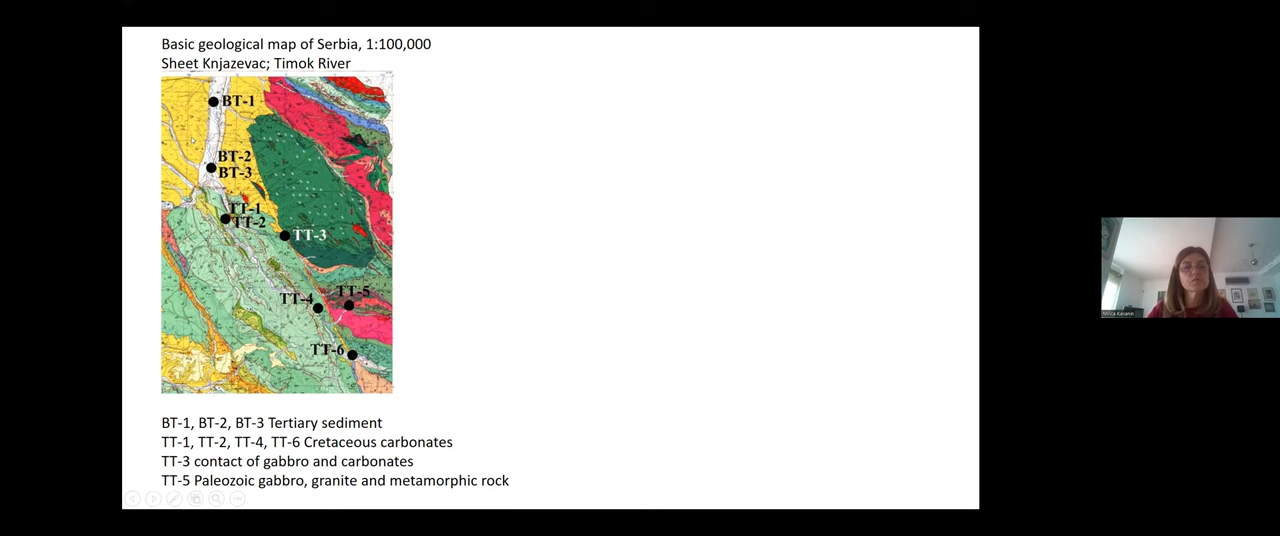 Basic geological map of Serbia, 1:100,000
Sheet Knjazevac; Timok River
BT-1
BT-2
BT-3
TT-1
TT-2
TT-3
TT-4
TT-5
TT-6
BT-1, BT-2, BT-3 Tertiary sediment
TT-1, TT-2, TT-4, TT-6 Cretaceous carbonates
TT-3 contact of gabbro and carbonates
TT-5 Paleozoic gabbro, granite and metamorphic rock